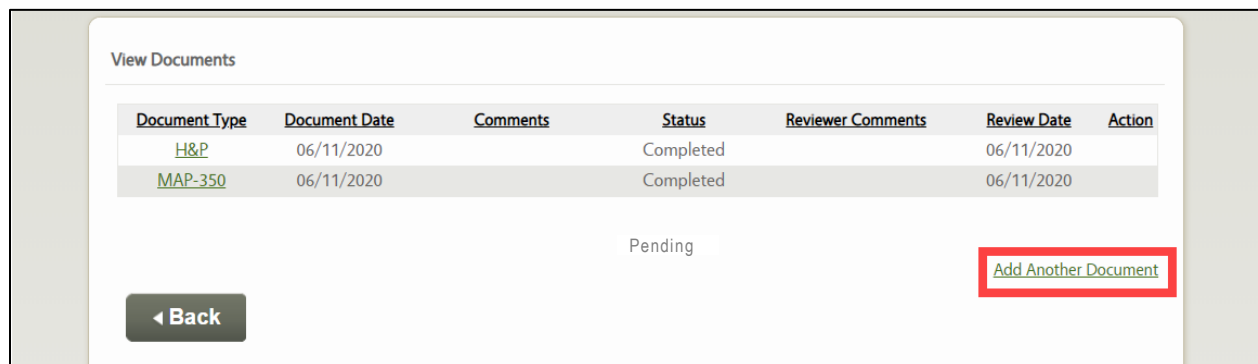 View Documents
Document Type Document Date Comments Status Reviewer Comments Review Date Action
H&P 06/11/2020 Completed 06/11/2020
MAP-350 06/11/2020 Completed 06/11/2020
Pending
Add Another Document
Back